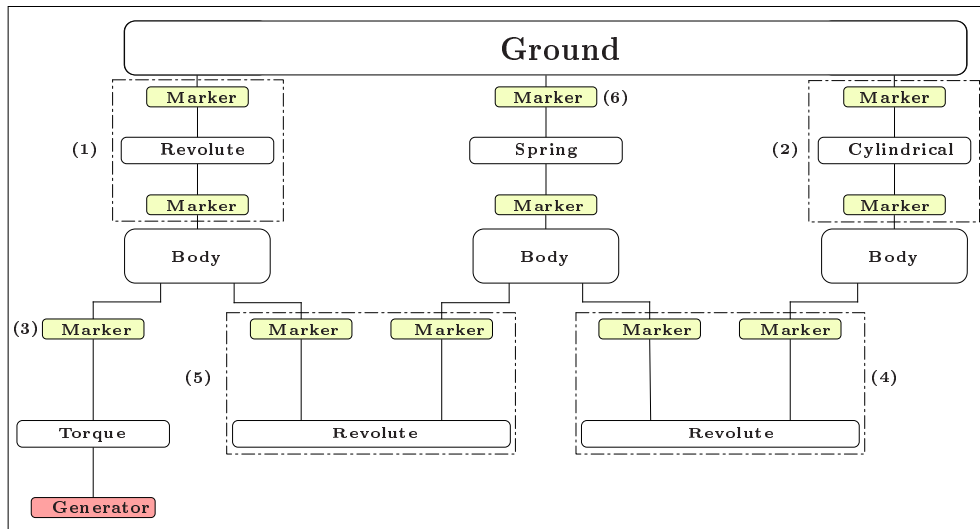 Ground
Marker Marker (6) Marker
(1) Revolute Spring (2) Cylindrical
Marker Marker Marker
Body Body Body
(3) Marker Marker Marker Marker Marker
(5) (4)
Torque Revolute Revolute
Generator